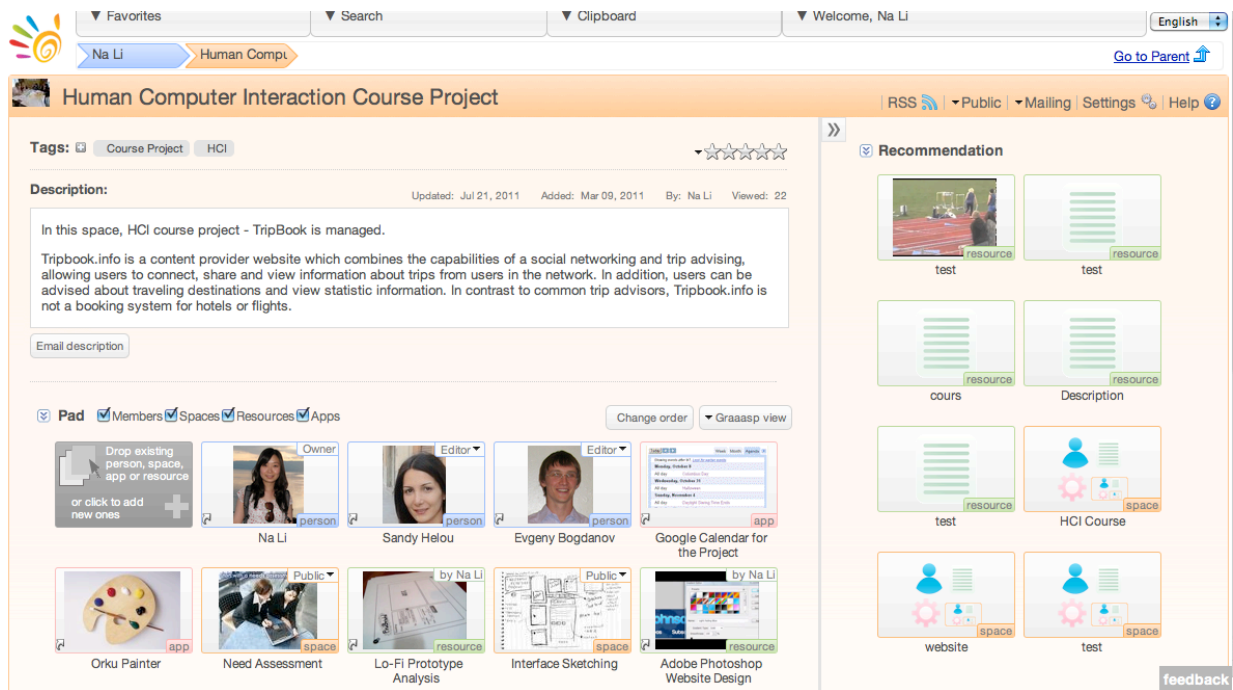 ▼ Favorites
▼ Search
▼ Clipboard
▼ Welcome, Na Li
English
Na Li
Human Compu
Go to Parent
Human Computer Interaction Course Project
RSS
Public
Mailing
Settings
Help ?
Tags:
Course Project
HCI
Description:
Updated: Jul 21, 2011
Added: Mar 09, 2011
By: Na Li
Viewed: 22
In this space, HCI course project - TripBook is managed.
Tripbook.info is a content provider website which combines the capabilities of a social networking and trip advising,
allowing users to connect, share and view information about trips from users in the network. In addition, users can be
advised about traveling destinations and view statistic information. In contrast to common trip advisors, Tripbook.info is
not a booking system for hotels or flights.
Email description
Pad
Members
Spaces
Resources
Apps
Change order
Graaasp view
Drop existing
person, space,
app or resource
or click to add
new ones
Owner
person
Na Li
Editor
person
Sandy Helou
Editor
person
Evgeny Bogdanov
Week Month Agenda
app
Google Calendar for
the Project
app
Orku Painter
Public
space
Need Assessment
by Na Li
resource
Lo-Fi Prototype
Analysis
Public
space
Interface Sketching
by Na Li
resource
Adobe Photoshop
Website Design
Recommendation
resource
test
resource
test
resource
cours
resource
Description
resource
test
space
HCI Course
space
website
space
test
feedback